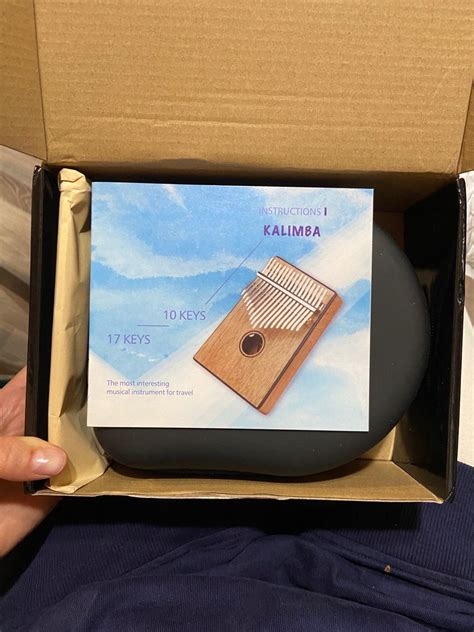 INSTRUCTIONS I
KALIMBA
10 KEYS
17 KEYS
The most interesting
musical instrument for travel